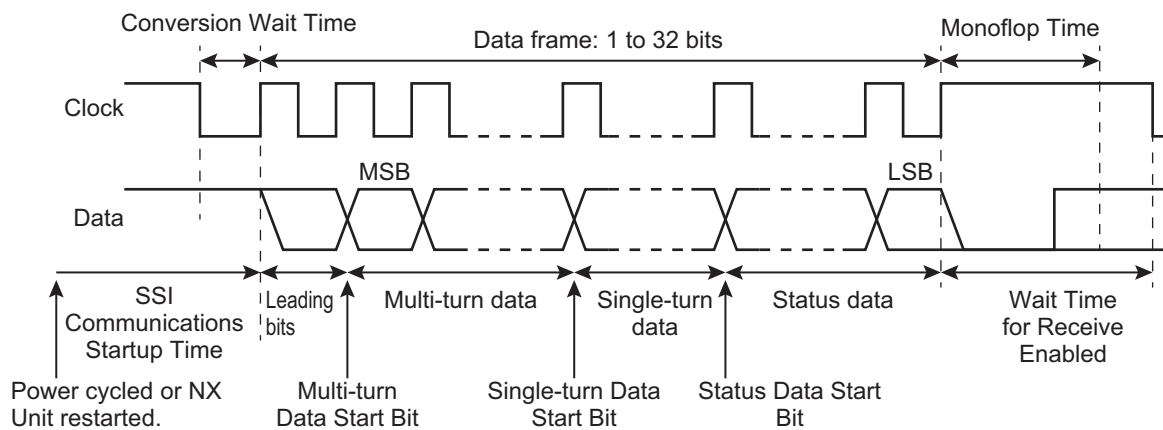 Conversion Wait Time
Data frame: 1 to 32 bits
Monoflop Time
Clock
MSB
LSB
Data
SSI
Communications
Startup Time
Leading
bits
Multi-turn data
Single-turn
data
Status data
Wait Time
for Receive
Enabled
Power cycled or NX
Unit restarted.
Multi-turn
Data Start Bit
Single-turn Data
Start Bit
Status Data Start
Bit